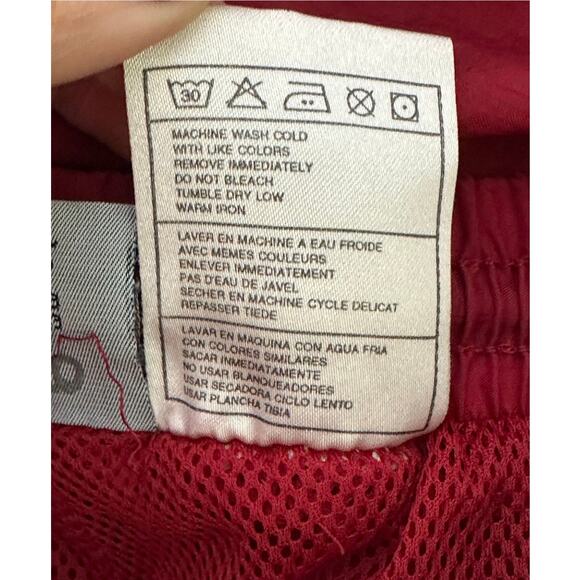 30
MACHINE WASH COLD
WITH LIKE COLORS
REMOVE IMMEDIATELY
DO NOT BLEACH
TUMBLE DRY LOW
WARM IRON
LAVER EN MACHINE A EAU FROIDE
AVEC MEMES COULEURS
ENLEVER IMMEDIATEMENT
PAS D'EAU DE JAVEL
SECHER EN MACHINE CYCLE DELICAT
REPASSER TIEDE
LAVAR EN MAQUINA CON AGUA FRIA
CON COLORES SIMILARES
SACAR INMEDIATAMENTE
NO USAR BLANQUEADORES
USAR SECADORA CICLO LENTO
USAR PLANCHA TIBIA